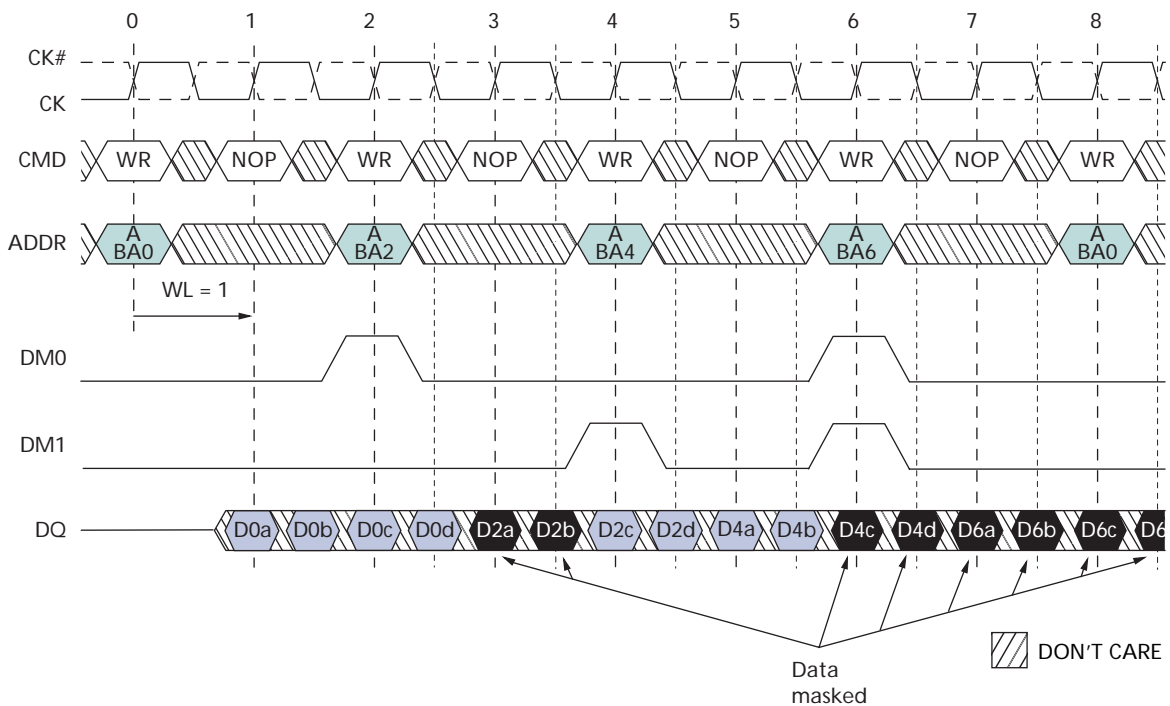 0 1 2 3 4 5 6 7 8
CK#
CK
CMD WR NOP WR NOP WR NOP WR NOP WR
A A A A A
ADDR BA0 BA2 BA4 BA6 BA0
WL = 1
DM0
DM1
DQ D0a D0b D0c D0d D2a D2b D2c D2d D4a D4b D4c D4d D6a D6b D6c D6
DON'T CARE
Data
masked